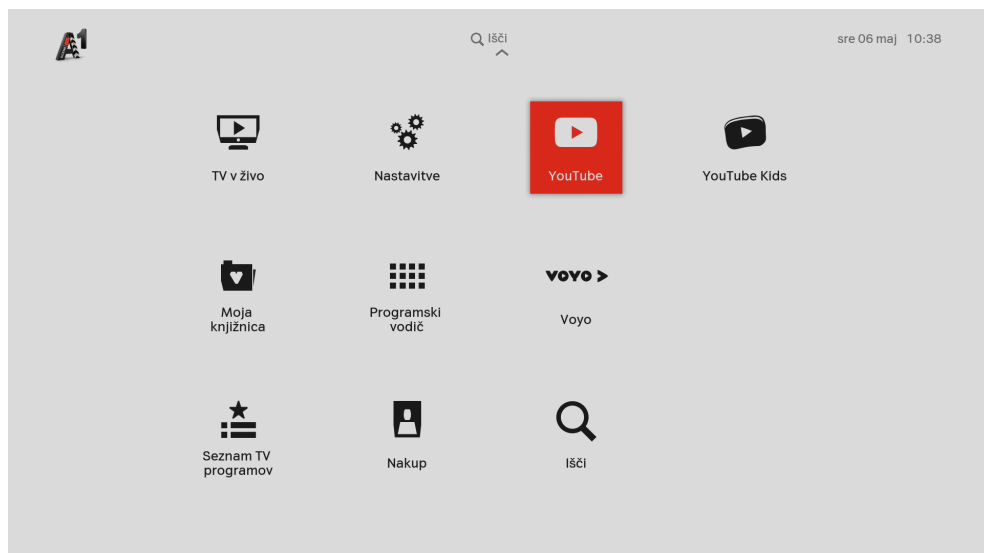 A1
Išči
sre 06 maj 10:38
TV v živo
Nastavitve
YouTube
YouTube Kids
Moja
knjižnica
Programski
vodič
VOYO >
Voyo
Seznam TV
programov
Nakup
Išči